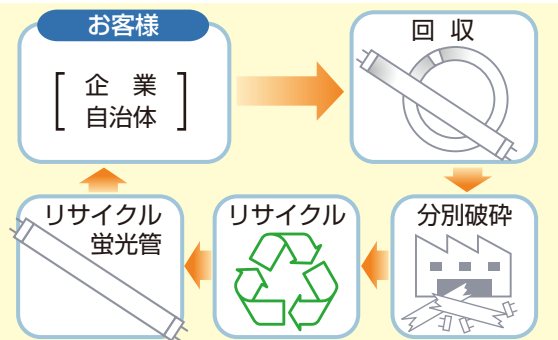 お客様
企業
自治体
回収
分別破砕
リサイクル
リサイクル
蛍光管